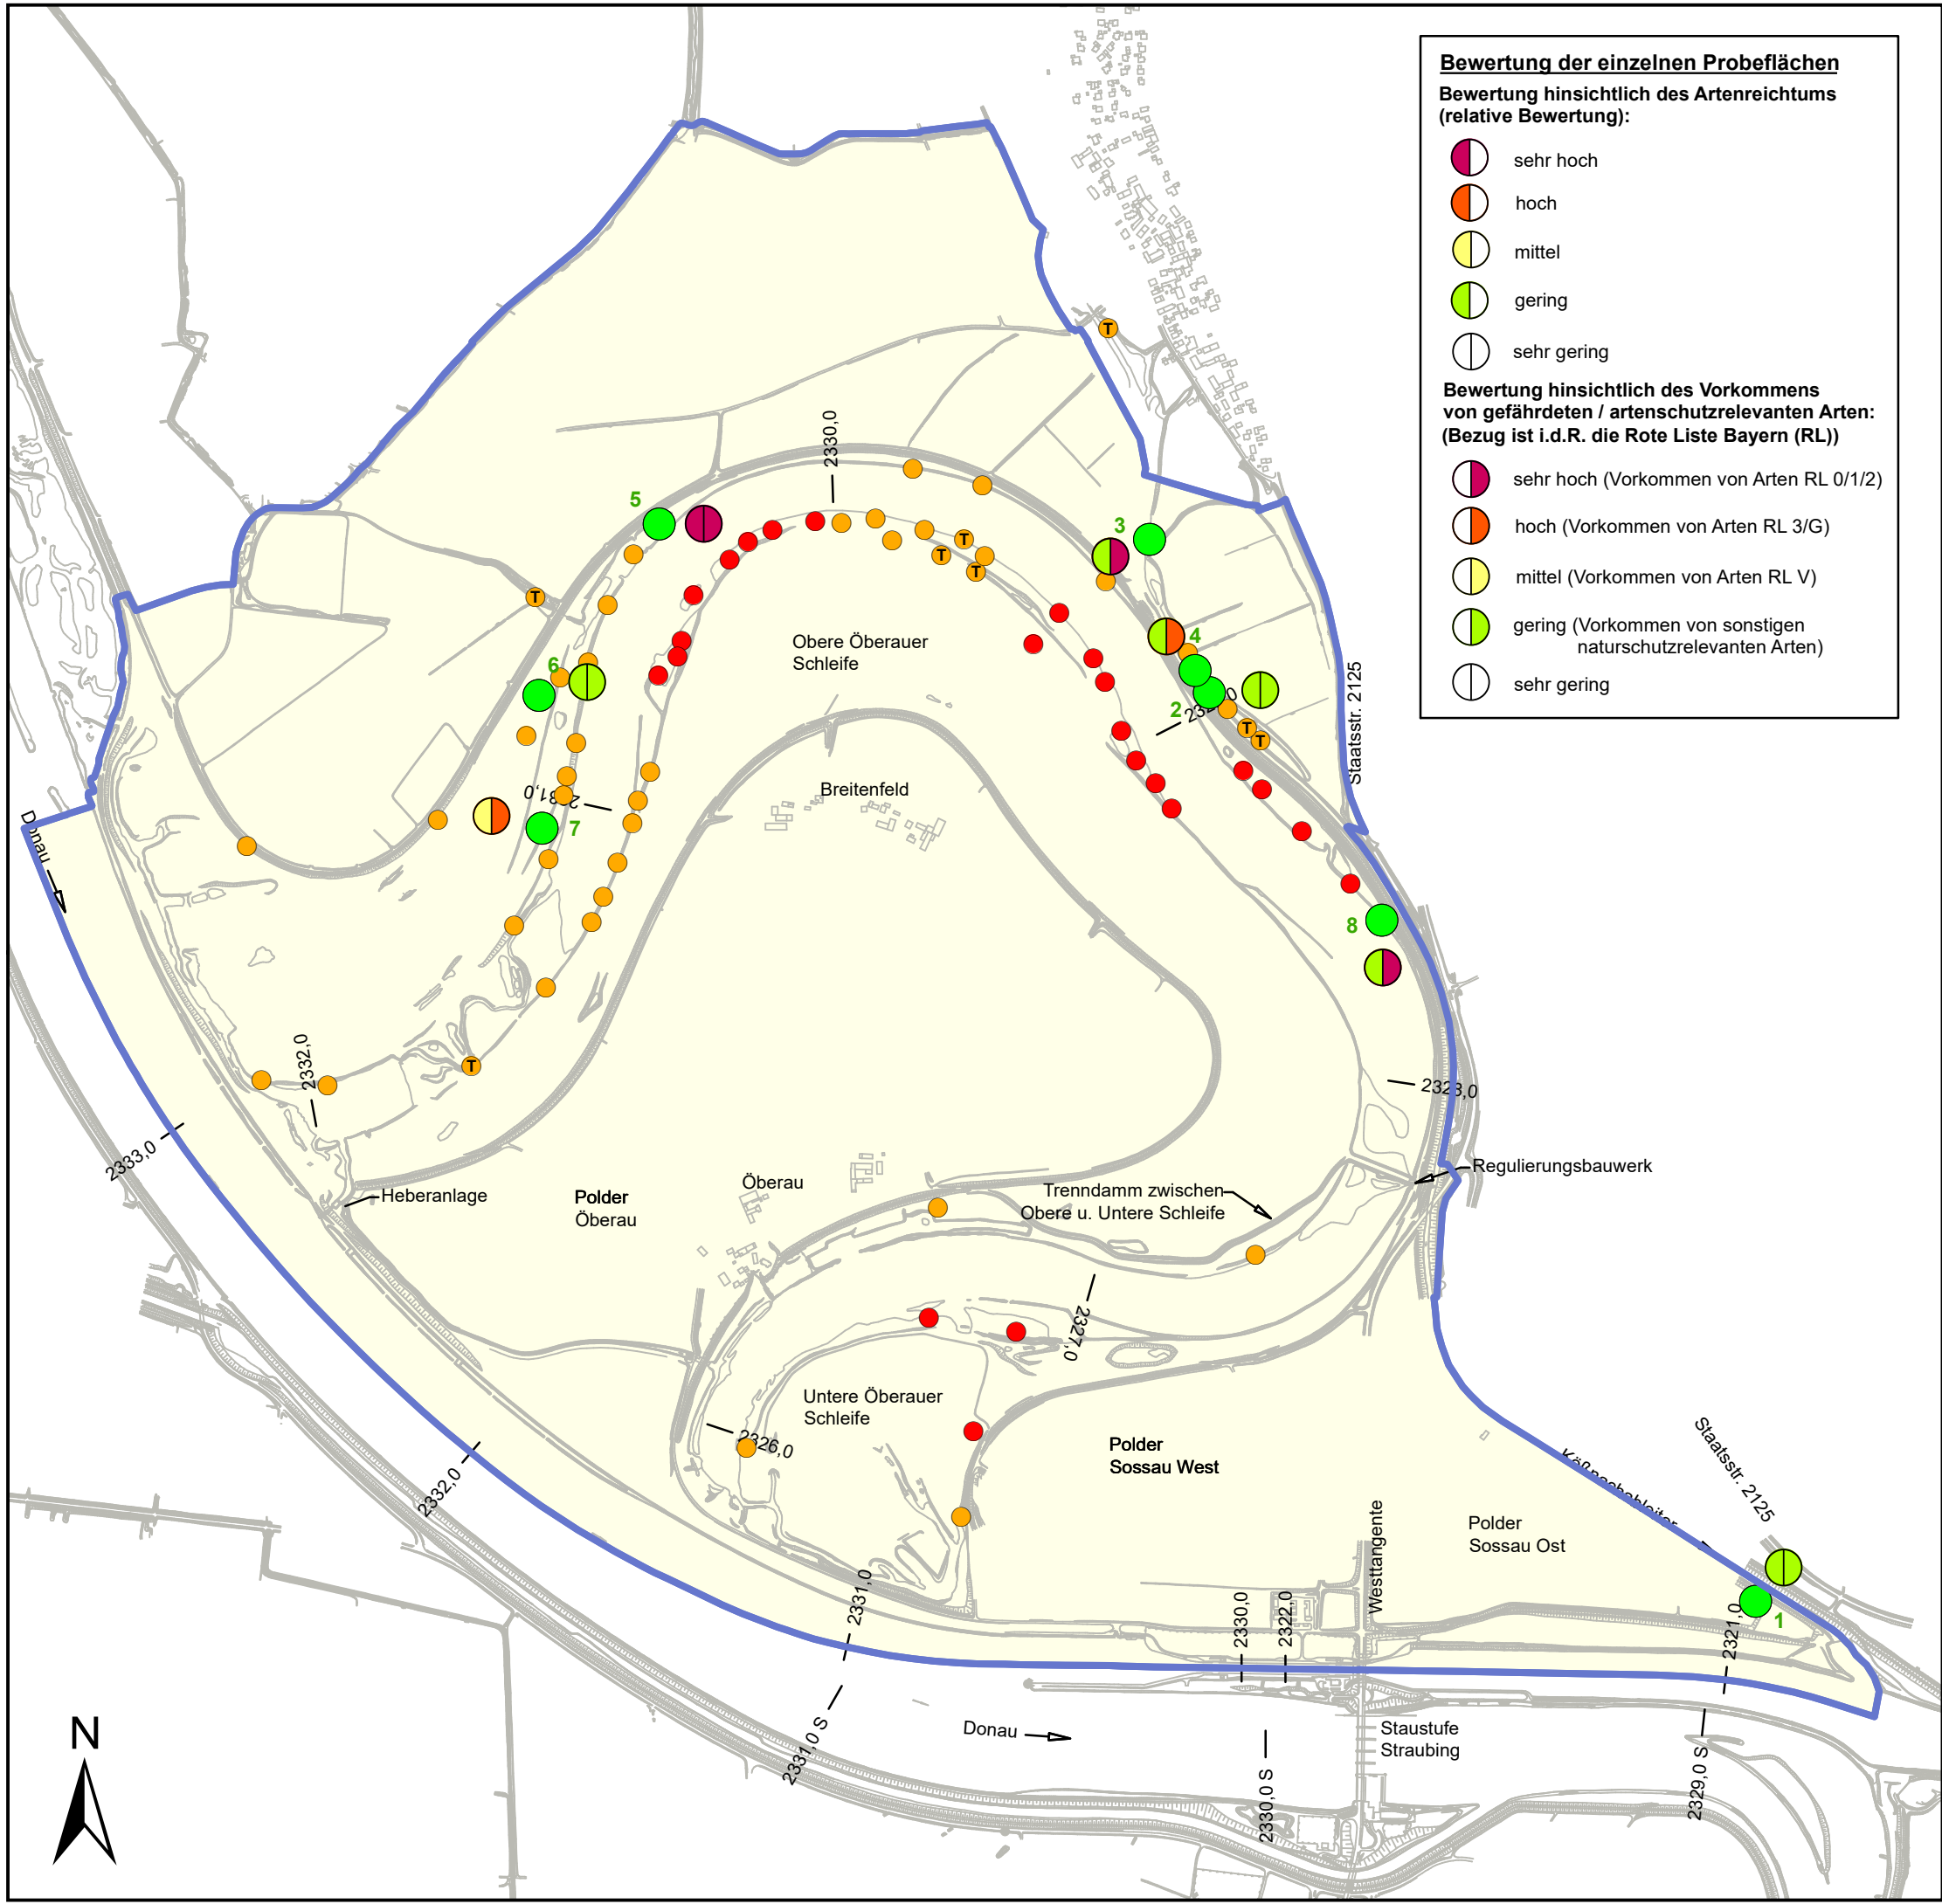 Bewertung der einzelnen Probeflächen
Bewertung hinsichtlich des Artenreichtums
(relative Bewertung):
sehr hoch
hoch
mittel
gering
sehr gering
Bewertung hinsichtlich des Vorkommens
von gefährdeten / artenschutzrelevanten Arten:
(Bezug ist i.d.R. die Rote Liste Bayern (RL))
sehr hoch (Vorkommen von Arten RL 0/1/2)
hoch (Vorkommen von Arten RL 3/G)
mittel (Vorkommen von Arten RL V)
gering (Vorkommen von sonstigen
naturschutzrelevanten Arten)
sehr gering
T
2330,0
5
3
T
T
T
T
Obere Öberauer
Schleife
4
6
2
T
T
Staatsstr. 2125
Breitenfeld
2331,0
7
Donau
8
2332,0
T
2328,0
2333,0
Regulierungsbauwerk
Heberanlage
Polder
Öberau
Öberau
Trenndamm zwischen
Obere u. Untere Schleife
2327,0
Untere Öberauer
Schleife
2326,0
Polder
Sossau West
Staatsstr. 2125
2332,0
Westtangente
Polder
Sossau Ost
2331,0
2330,0
2322,0
2321,0
1
N
2331,0 S
Donau
Staustufe
Straubing
2330,0 S
2329,0 S